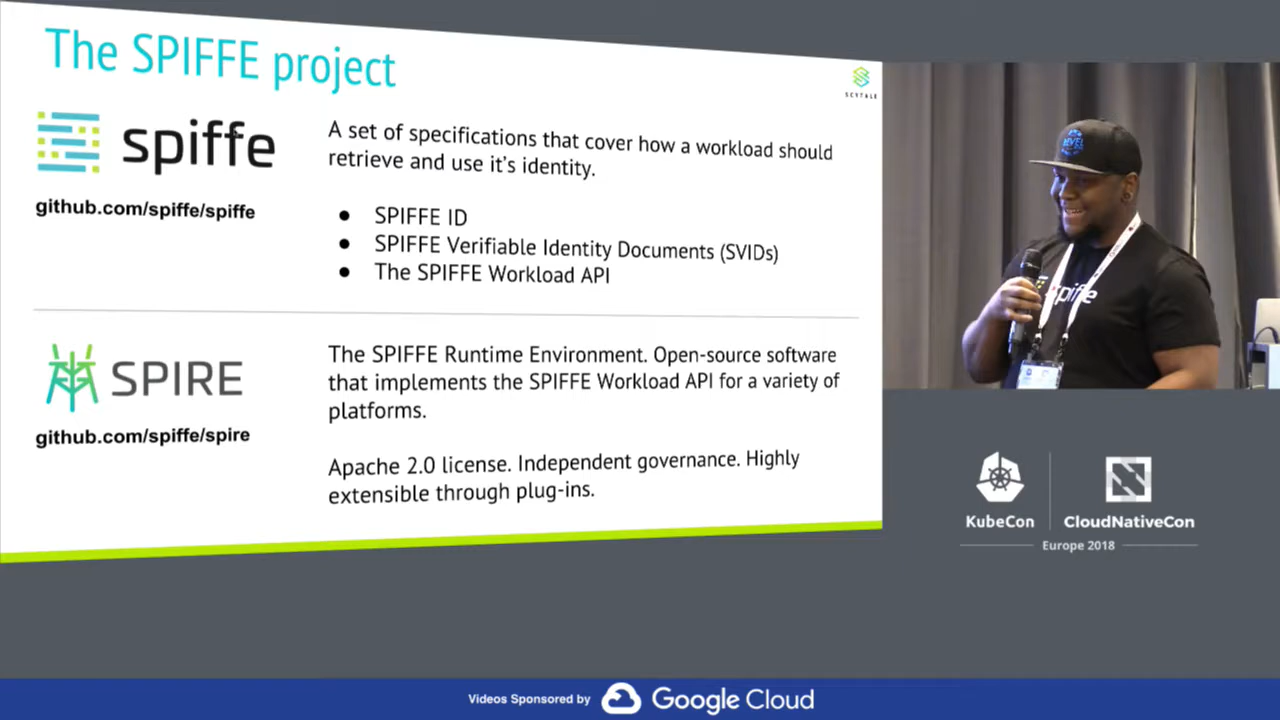 The SPIFFE project
SCYTALE
spiffe
github.com/spiffe/spiffe
A set of specifications that cover how a workload should
retrieve and use it's identity.
● SPIFFE ID
● SPIFFE Verifiable Identity Documents (SVIDs)
● The SPIFFE Workload API
SPIRE
github.com/spiffe/spire
The SPIFFE Runtime Environment. Open-source software
that implements the SPIFFE Workload API for a variety of
platforms.
Apache 2.0 license. Independent governance. Highly
extensible through plug-ins.
spiffe
KubeCon
CloudNativeCon
Europe 2018
Videos Sponsored by Google Cloud